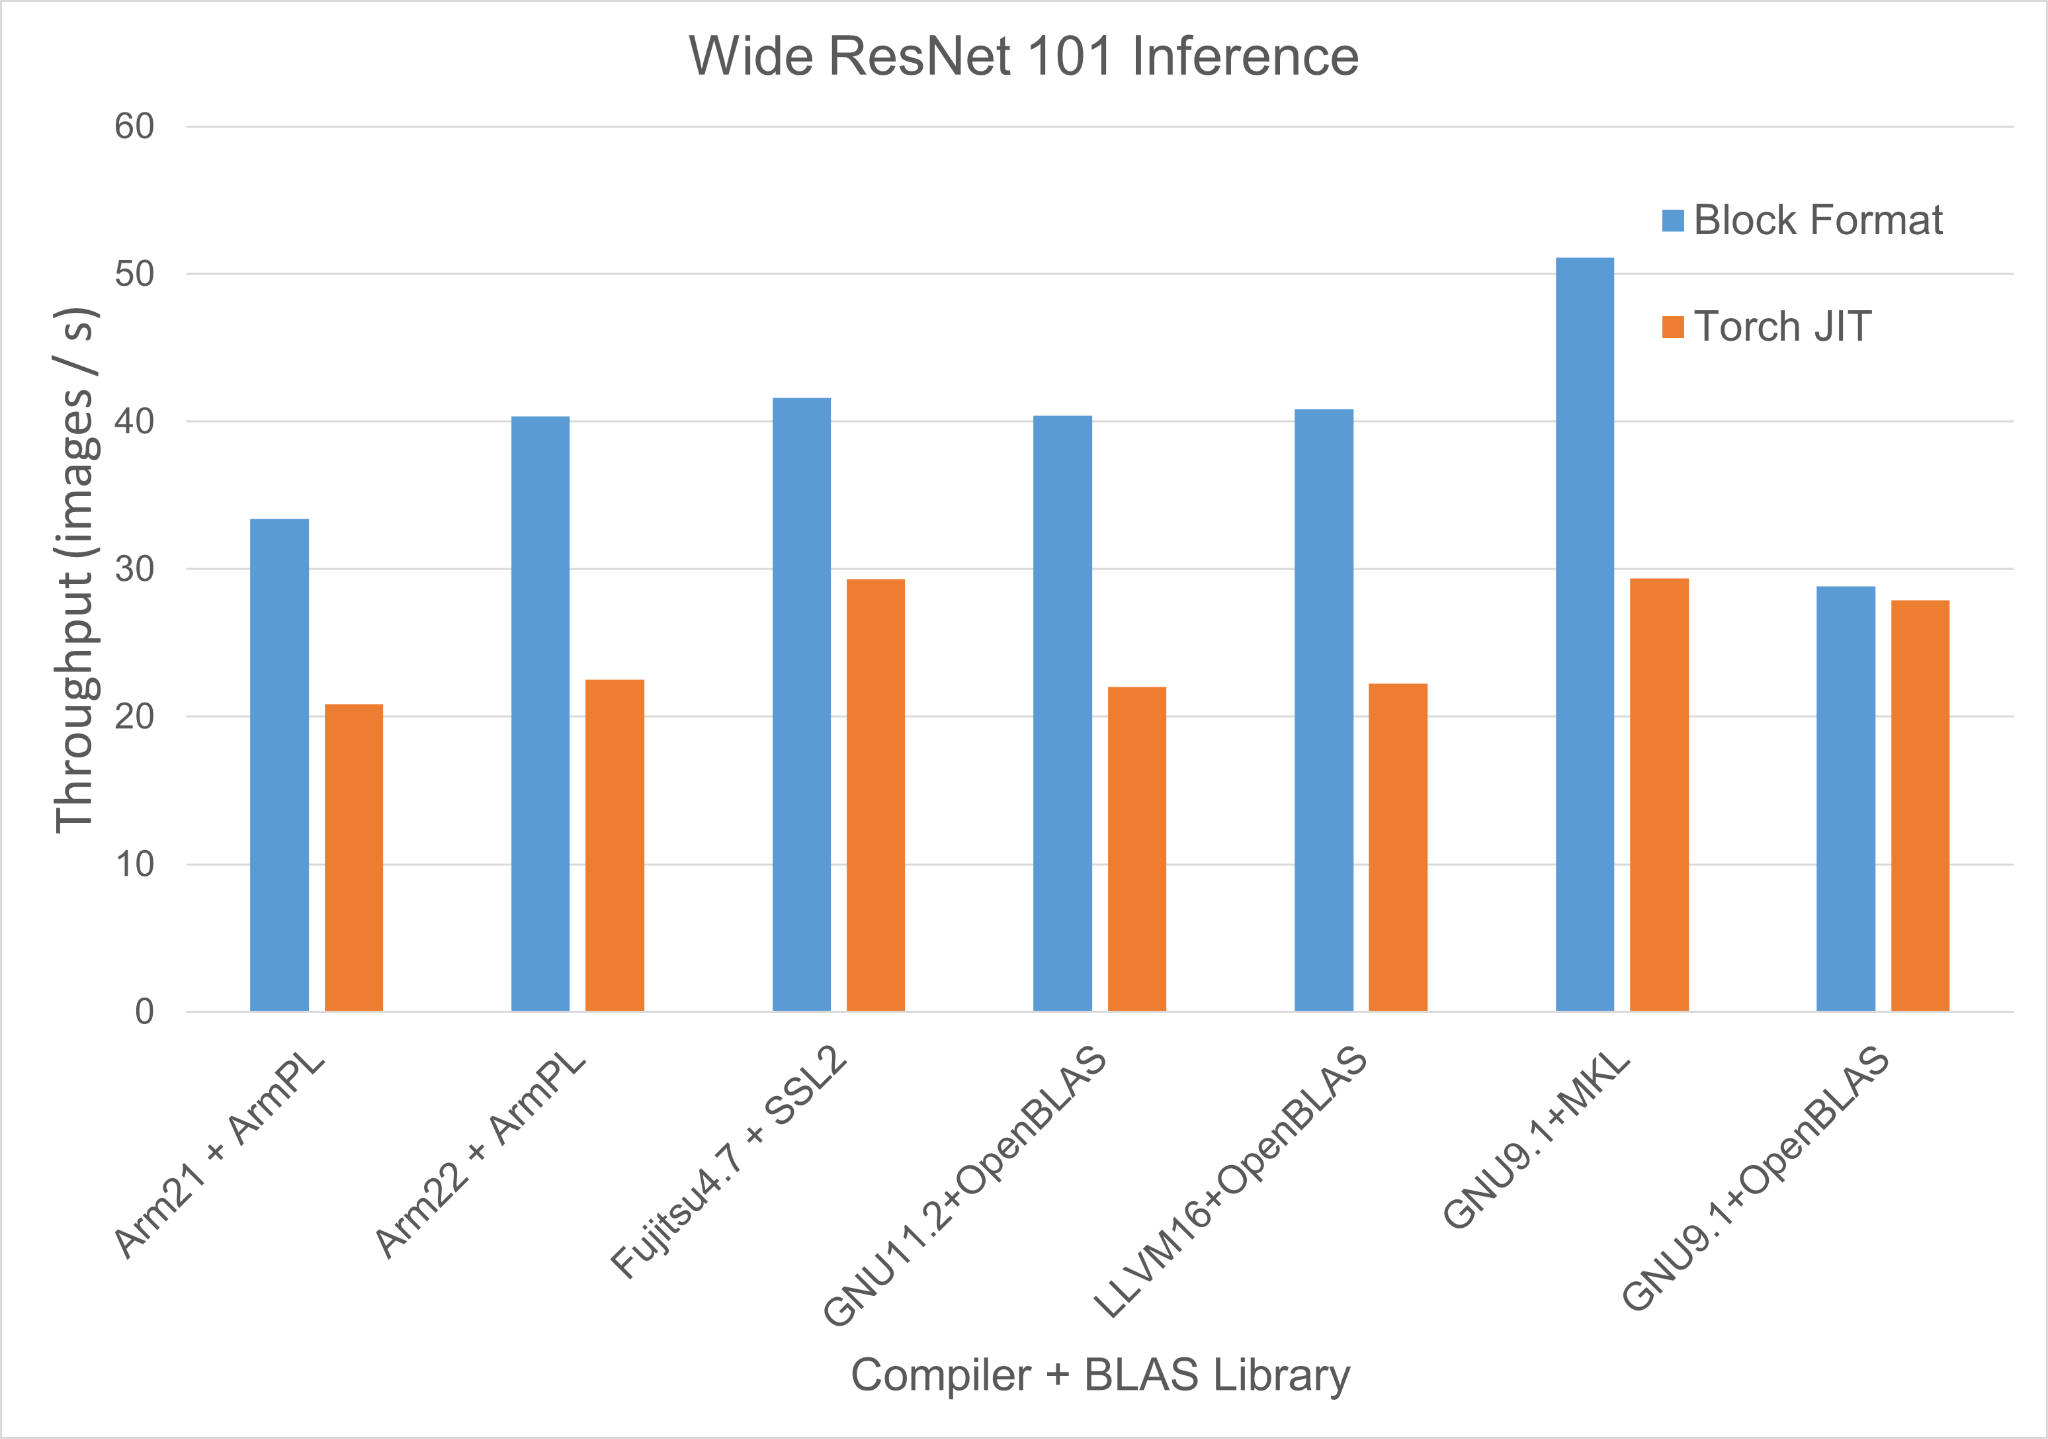 Wide ResNet 101 Inference
60
50
40
30
20
10
0
Throughput (images / s)
Block Format
Torch JIT
Arm21 + ArmPL
Arm22 + ArmPL
Fujitsu4.7 + SSL2
GNU11.2+OpenBLAS
LLVM16+OpenBLAS
GNU9.1+MKL
GNU9.1+OpenBLAS
Compiler + BLAS Library